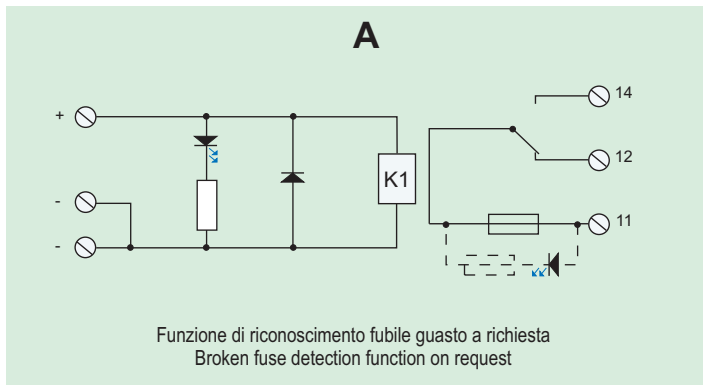 A
+
14
-
12
K1
-
11
Funzione di riconoscimento fubile guasto a richiesta
Broken fuse detection function on request